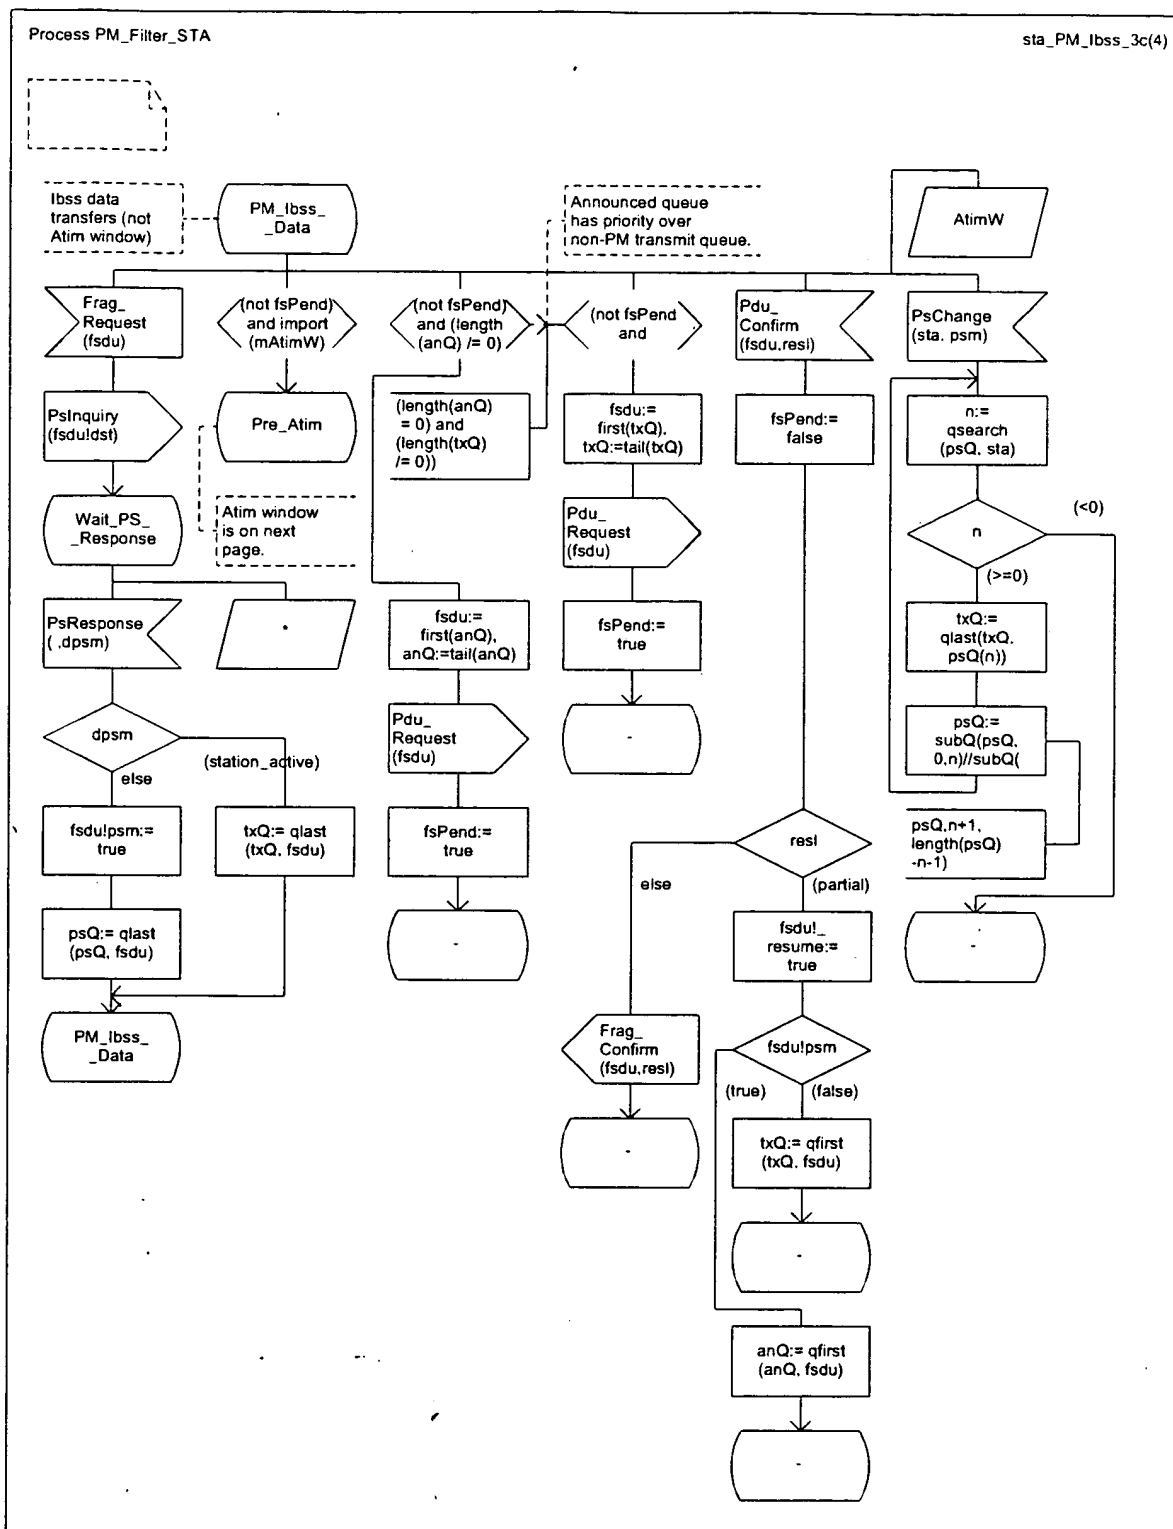 Process PM_Filter_STA
sta_PM_Ibss_3c(4)
Ibss data
transfers (not
Atim window)
PM_Ibss_
_Data
Announced queue
has priority over
non-PM transmit queue.
AtimW
Frag_
Request
(fsdu)
(not fsPend)
and import
(mAtimW)
(not fsPend)
and (length
(anQ) /= 0)
(not fsPend
and
Pdu_
Confirm
(fsdu,resl)
PsChange
(sta, psm)
PsInquiry
(fsdu!dst)
Pre_Atim
(length(anQ)
= 0) and
(length(txQ)
/= 0))
fsdu:=
first(txQ),
txQ:=tail(txQ)
fsPend:=
false
n:=
qsearch
(psQ, sta)
Wait_PS_
_Response
Atim window
is on next
page.
Pdu_
Request
(fsdu)
n
(<0)
(>=0)
PsResponse
( ,dpsm)
*
fsdu:=
first(anQ),
anQ:=tail(anQ)
fsPend:=
true
txQ:=
qlast(txQ,
psQ(n))
dpsm
(station_active)
else
Pdu_
Request
(fsdu)
-
psQ:=
subQ(psQ,
0,n)//subQ(
fsdu!psm:=
true
txQ:= qlast
(txQ, fsdu)
fsPend:=
true
resl
else
(partial)
psQ,n+1,
length(psQ)
-n-1)
psQ:= qlast
(psQ, fsdu)
-
fsdu!_
resume:=
true
-
PM_Ibss_
_Data
Frag_
Confirm
(fsdu,resl)
fsdu!psm
(true)
(false)
-
txQ:= qfirst
(txQ, fsdu)
-
anQ:= qfirst
(anQ, fsdu)
-